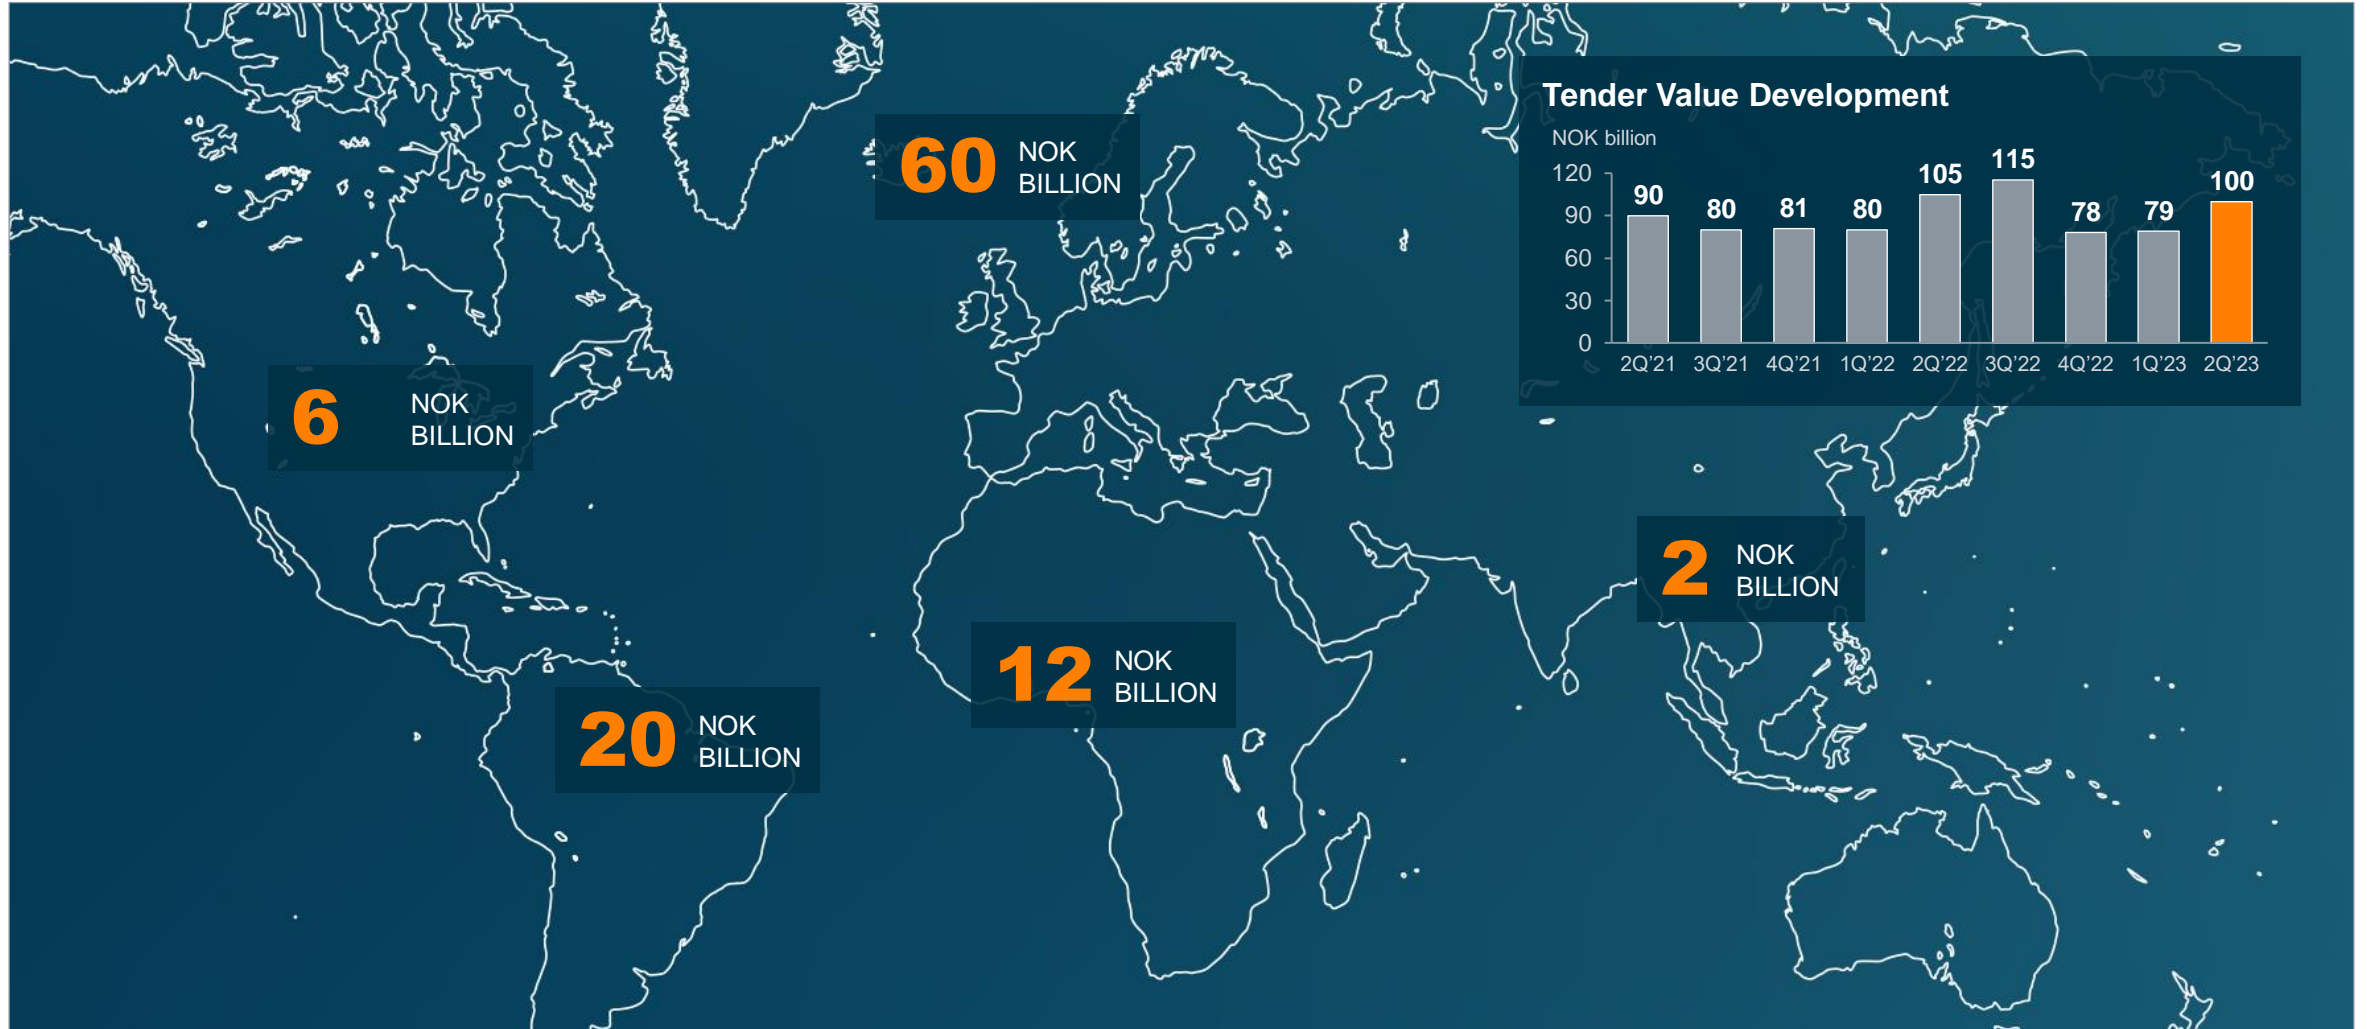 Tender Value Development
NOK billion
120
90
60
30
0
90
80
81
80
105
115
78
79
100
2Q’21
3Q’21
4Q’21
1Q’22
2Q’22
3Q’22
4Q’22
1Q’23
2Q’23
60
NOK
BILLION
6
NOK
BILLION
2
NOK
BILLION
12
NOK
BILLION
20
NOK
BILLION